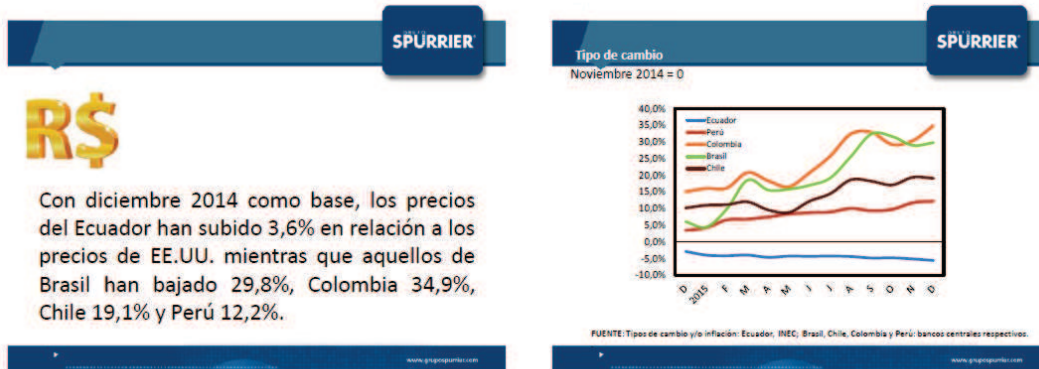 GRUPO
SPURRIER
R$
Con diciembre 2014 como base, los precios
del Ecuador han subido 3,6% en relación a los
precios de EE.UU. mientras que aquellos de
Brasil han bajado 29,8%, Colombia 34,9%,
Chile 19,1% y Perú 12,2%.
www.grupospurrier.com
GRUPO
SPURRIER
Tipo de cambio
Noviembre 2014 = 0
40,0%
35,0%
30,0%
25,0%
20,0%
15,0%
10,0%
5,0%
0,0%
-5,0%
-10,0%
Ecuador
Perú
Colombia
Brasil
Chile
D 2015 F M A M J J A S O N D
FUENTE: Tipos de cambio y/o inflación: Ecuador, INEC; Brasil, Chile, Colombia y Perú: bancos centrales respectivos.
www.grupospurrier.com